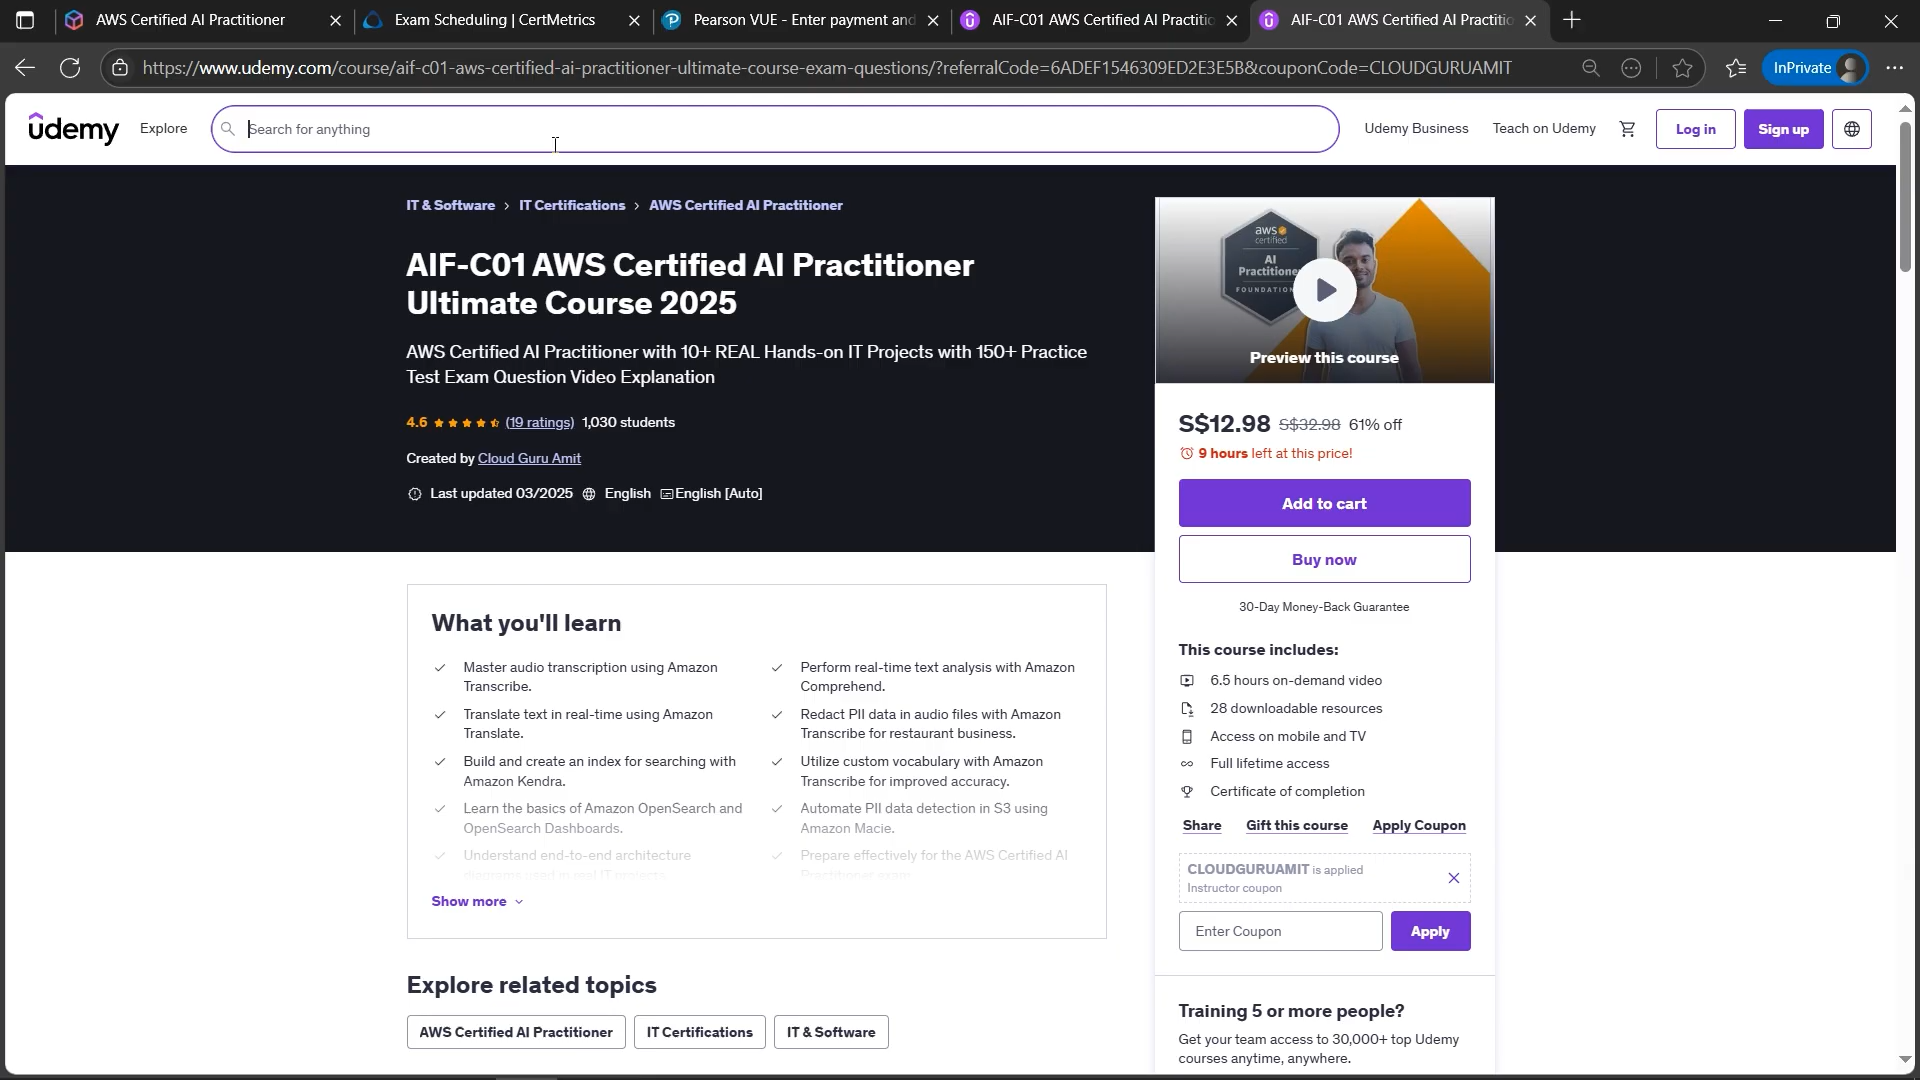 AWS Certified AI Practitioner
Exam Scheduling | CertMetrics
Pearson VUE - Enter payment and
AIF-C01 AWS Certified AI Practitio
AIF-C01 AWS Certified AI Practitio
https://www.udemy.com/course/aif-c01-aws-certified-ai-practitioner-ultimate-course-exam-questions/?referralCode=6ADEF1546309ED2E3E5B&couponCode=CLOUDGURUAMIT
InPrivate
udemy
Explore
Search for anything
Udemy Business
Teach on Udemy
Log in
Sign up
IT & Software > IT Certifications > AWS Certified AI Practitioner
AIF-C01 AWS Certified AI Practitioner
Ultimate Course 2025
AWS Certified AI Practitioner with 10+ REAL Hands-on IT Projects with 150+ Practice
Test Exam Question Video Explanation
4.6 (19 ratings) 1,030 students
Created by Cloud Guru Amit
Last updated 03/2025 English English [Auto]
aws
certified
AI
Practitioner
FOUNDATION
Preview this course
S$12.98 S$32.98 61% off
9 hours left at this price!
Add to cart
Buy now
30-Day Money-Back Guarantee
This course includes:
6.5 hours on-demand video
28 downloadable resources
Access on mobile and TV
Full lifetime access
Certificate of completion
Share
Gift this course
Apply Coupon
CLOUDGURUAMIT is applied
Instructor coupon
Enter Coupon
Apply
Training 5 or more people?
Get your team access to 30,000+ top Udemy
courses anytime, anywhere.
What you'll learn
Master audio transcription using Amazon
Transcribe.
Translate text in real-time using Amazon
Translate.
Build and create an index for searching with
Amazon Kendra.
Learn the basics of Amazon OpenSearch and
OpenSearch Dashboards.
Understand end-to-end architecture
diagrams used in real IT projects.
Perform real-time text analysis with Amazon
Comprehend.
Redact PII data in audio files with Amazon
Transcribe for restaurant business.
Utilize custom vocabulary with Amazon
Transcribe for improved accuracy.
Automate PII data detection in S3 using
Amazon Macie.
Prepare effectively for the AWS Certified AI
Practitioner exam.
Show more
Explore related topics
AWS Certified AI Practitioner
IT Certifications
IT & Software